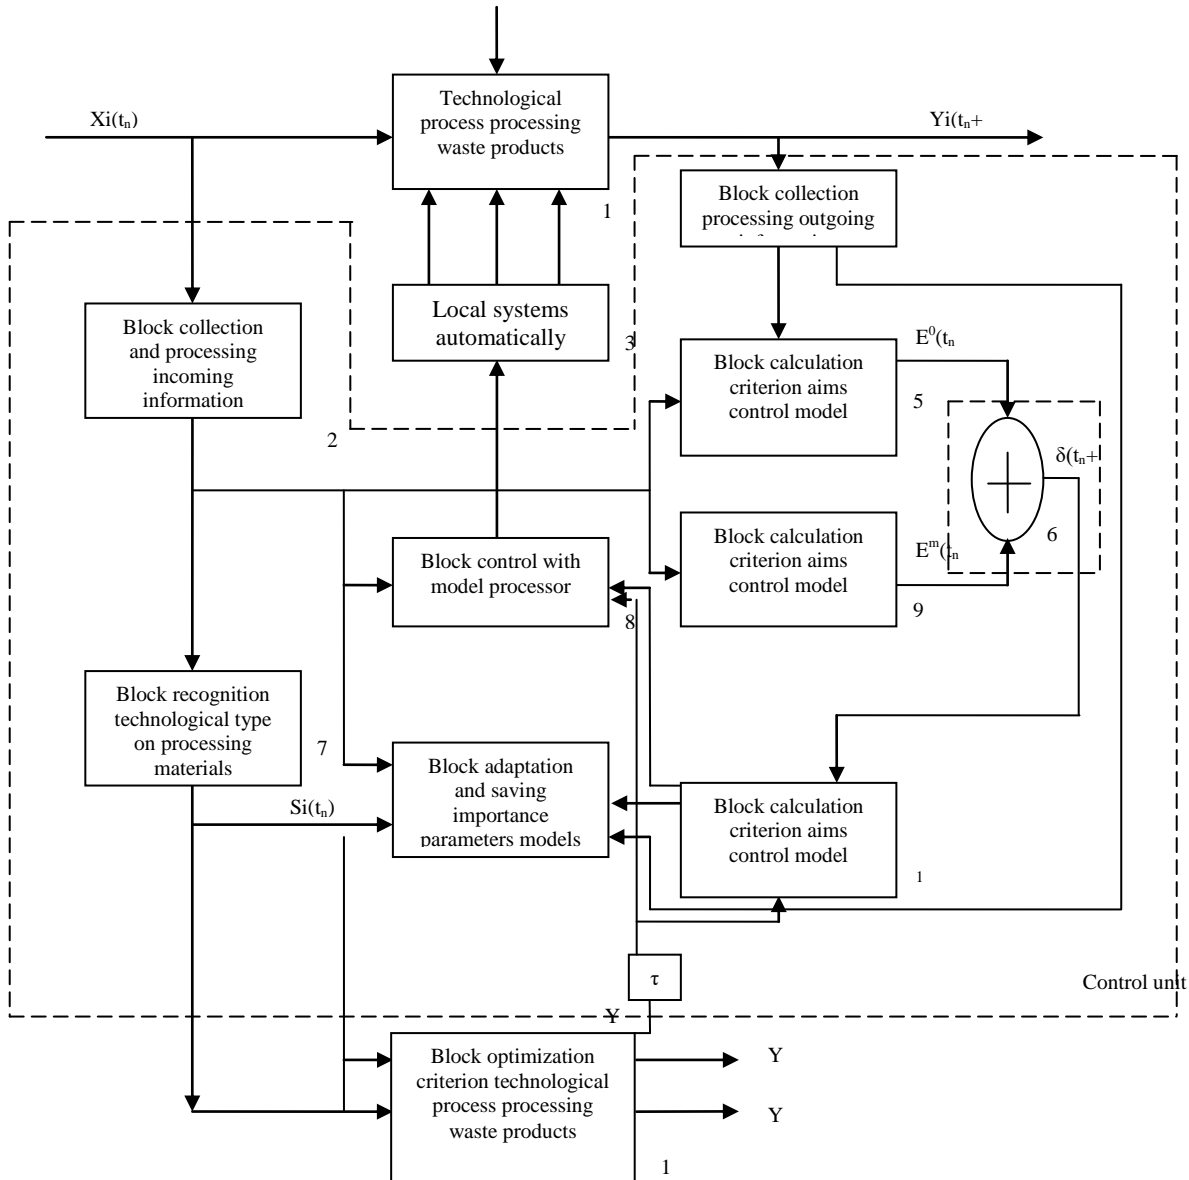 Technological
process processing
waste products
1
Xi(tₙ)
Yi(tₙ+
Block collection
processing outgoing
Local systems
automatically
3
Block collection
and processing
incoming
information
2
Block calculation
criterion aims
control model
5
E⁰(tₙ
δ(tₙ+
6
Block control with
model processor
8
Block calculation
criterion aims
control model
9
Eᵐ(tₙ
Block recognition
technological type
on processing
materials
7
Si(tₙ)
Block adaptation
and saving
importance
parameters models
Block calculation
criterion aims
control model
1
τ
Control unit
Y
Block optimization
criterion technological
process processing
waste products
Y
Y
1